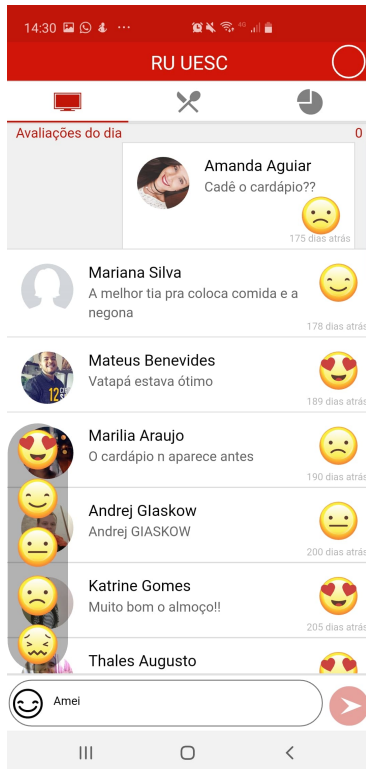 14:30
4G
RU UESC
Avaliações do dia 0
Amanda Aguiar
Cadê o cardápio??
175 dias atrás
Mariana Silva
A melhor tia pra coloca comida e a
negona
178 dias atrás
Mateus Benevides
Vatapá estava ótimo
12
189 dias atrás
Marilia Araujo
O cardápio n aparece antes
190 dias atrás
Andrej Glaskow
Andrej GlASKOW
200 dias atrás
Katrine Gomes
Muito bom o almoço!!
205 dias atrás
Thales Augusto
Amei